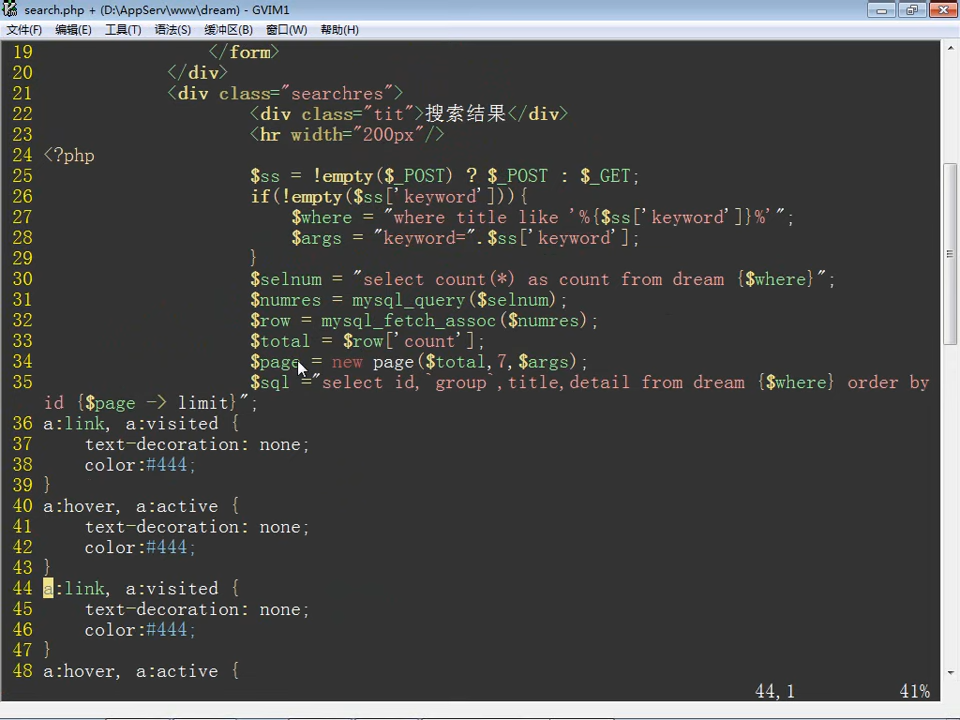 search.php + (D:\AppServ\www\dream) - GVIM1
文件(F) 编辑(E) 工具(T) 语法(S) 缓冲区(B) 窗口(W) 帮助(H)
19 </form>
20 </div>
21 <div class="searchres">
22 <div class="tit">搜索结果</div>
23 <hr width="200px"/>
24 <?php
25 $ss = !empty($_POST) ? $_POST : $_GET;
26 if(!empty($ss['keyword'])){
27 $where = "where title like '%{$ss['keyword']}%'";
28 $args = "keyword=".$ss['keyword'];
29 }
30 $selnum = "select count(*) as count from dream {$where}";
31 $numres = mysql_query($selnum);
32 $row = mysql_fetch_assoc($numres);
33 $total = $row['count'];
34 $page = new page($total,7,$args);
35 $sql ="select id,`group`,title,detail from dream {$where} order by
id {$page -> limit}";
36 a:link, a:visited {
37 text-decoration: none;
38 color:#444;
39 }
40 a:hover, a:active {
41 text-decoration: none;
42 color:#444;
43 }
44 a:link, a:visited {
45 text-decoration: none;
46 color:#444;
47 }
48 a:hover, a:active {
44,1 41%